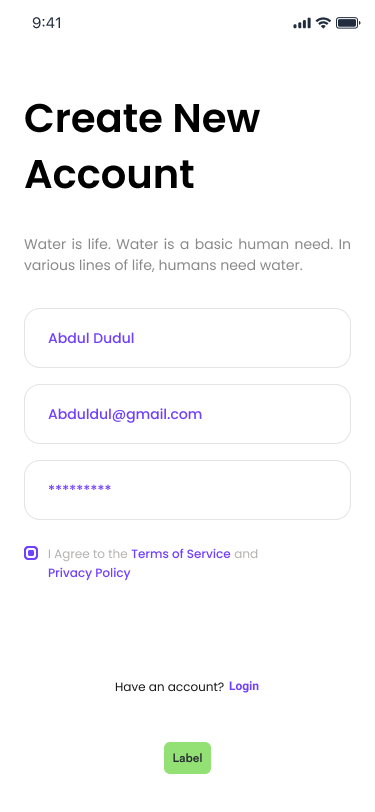 9:41
Create New
Account
Water is life. Water is a basic human need. In
various lines of life, humans need water.
Abdul Dudul
Abduldul@gmail.com
*********
I Agree to the Terms of Service and
Privacy Policy
Have an account? Login
Label